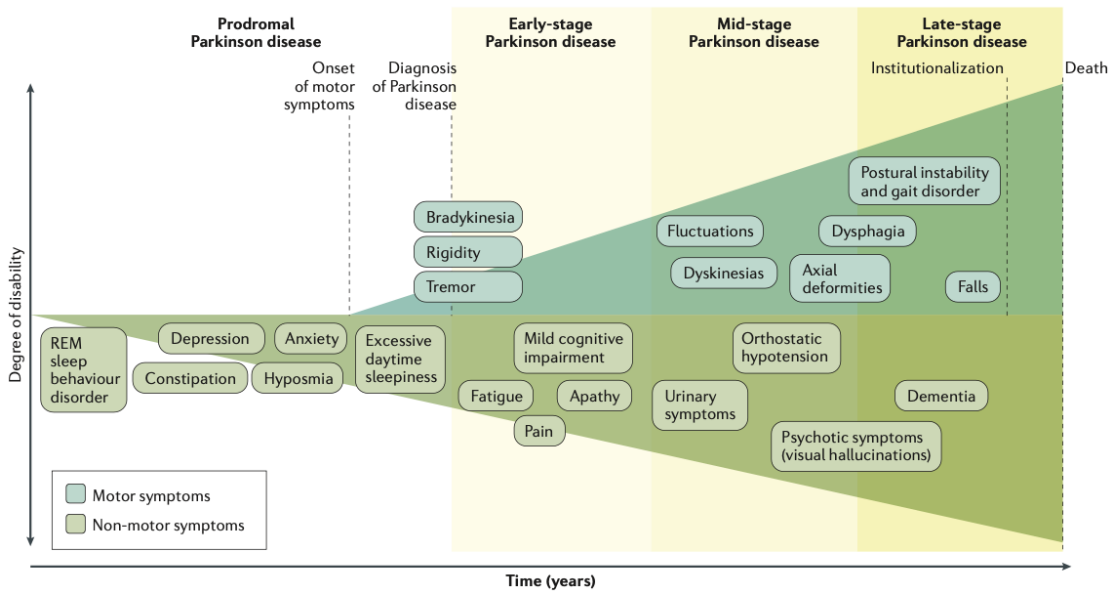 Prodromal
Parkinson disease
Early-stage
Parkinson disease
Mid-stage
Parkinson disease
Late-stage
Parkinson disease
Onset
of motor
symptoms
Diagnosis
of Parkinson
disease
Institutionalization
Death
Degree of disability
Postural instability
and gait disorder
Bradykinesia
Rigidity
Tremor
Fluctuations
Dysphagia
Dyskinesias
Axial
deformities
Falls
REM
sleep
behaviour
disorder
Depression
Anxiety
Constipation
Hyposmia
Excessive
daytime
sleepiness
Mild cognitive
impairment
Fatigue
Apathy
Pain
Orthostatic
hypotension
Urinary
symptoms
Dementia
Psychotic symptoms
(visual hallucinations)
Motor symptoms
Non-motor symptoms
Time (years)